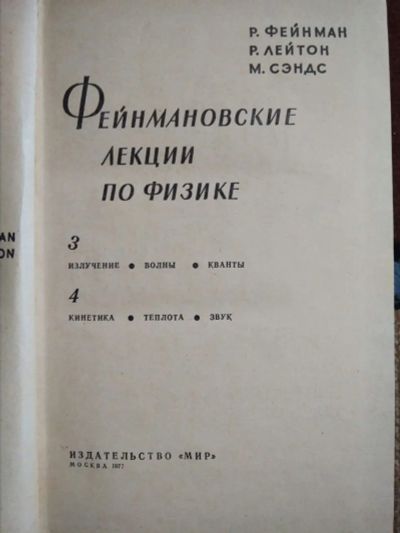 Р. ФЕЙНМАН
Р. ЛЕЙТОН
М. СЭНДС
ФЕЙНМАНОВСКИЕ
ЛЕКЦИИ
ПО ФИЗИКЕ
3
ИЗЛУЧЕНИЕ ● ВОЛНЫ ● КВАНТЫ
4
КИНЕТИКА ● ТЕПЛОТА ● ЗВУК
ИЗДАТЕЛЬСТВО «МИР»
МОСКВА 1977
AN
ON